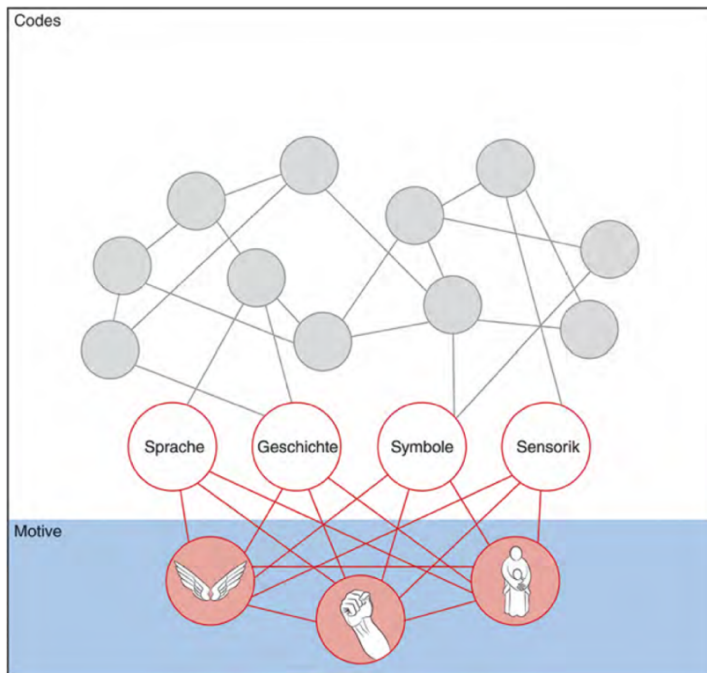 Codes
Sprache
Geschichte
Symbole
Sensorik
Motive